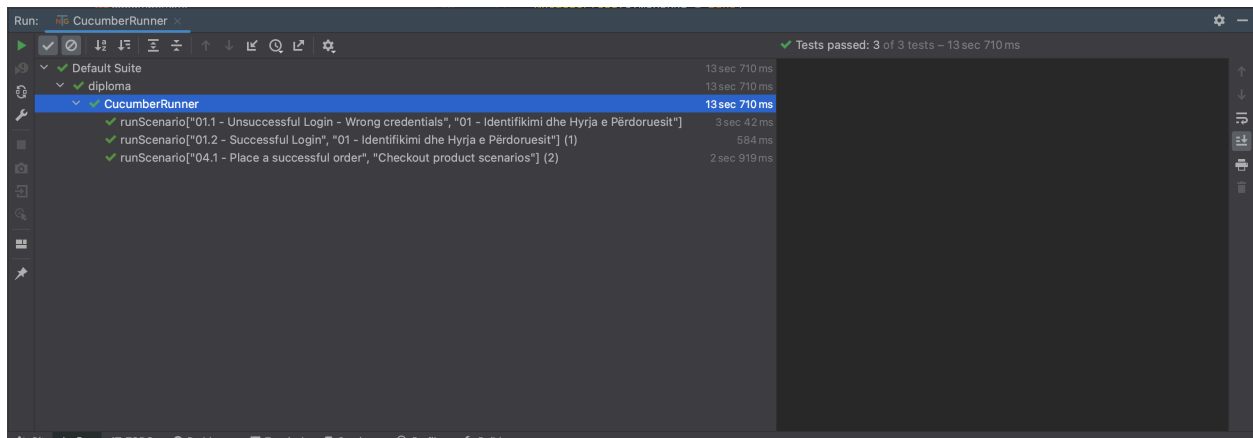 Run: CucumberRunner
Tests passed: 3 of 3 tests – 13 sec 710 ms
Default Suite 13 sec 710 ms
diploma 13 sec 710 ms
CucumberRunner 13 sec 710 ms
runScenario["01.1 - Unsuccessful Login - Wrong credentials", "01 - Identifikimi dhe Hyrja e Përdoruesit"] 3 sec 42 ms
runScenario["01.2 - Successful Login", "01 - Identifikimi dhe Hyrja e Përdoruesit"] (1) 584 ms
runScenario["04.1 - Place a successful order", "Checkout product scenarios"] (2) 2 sec 919 ms